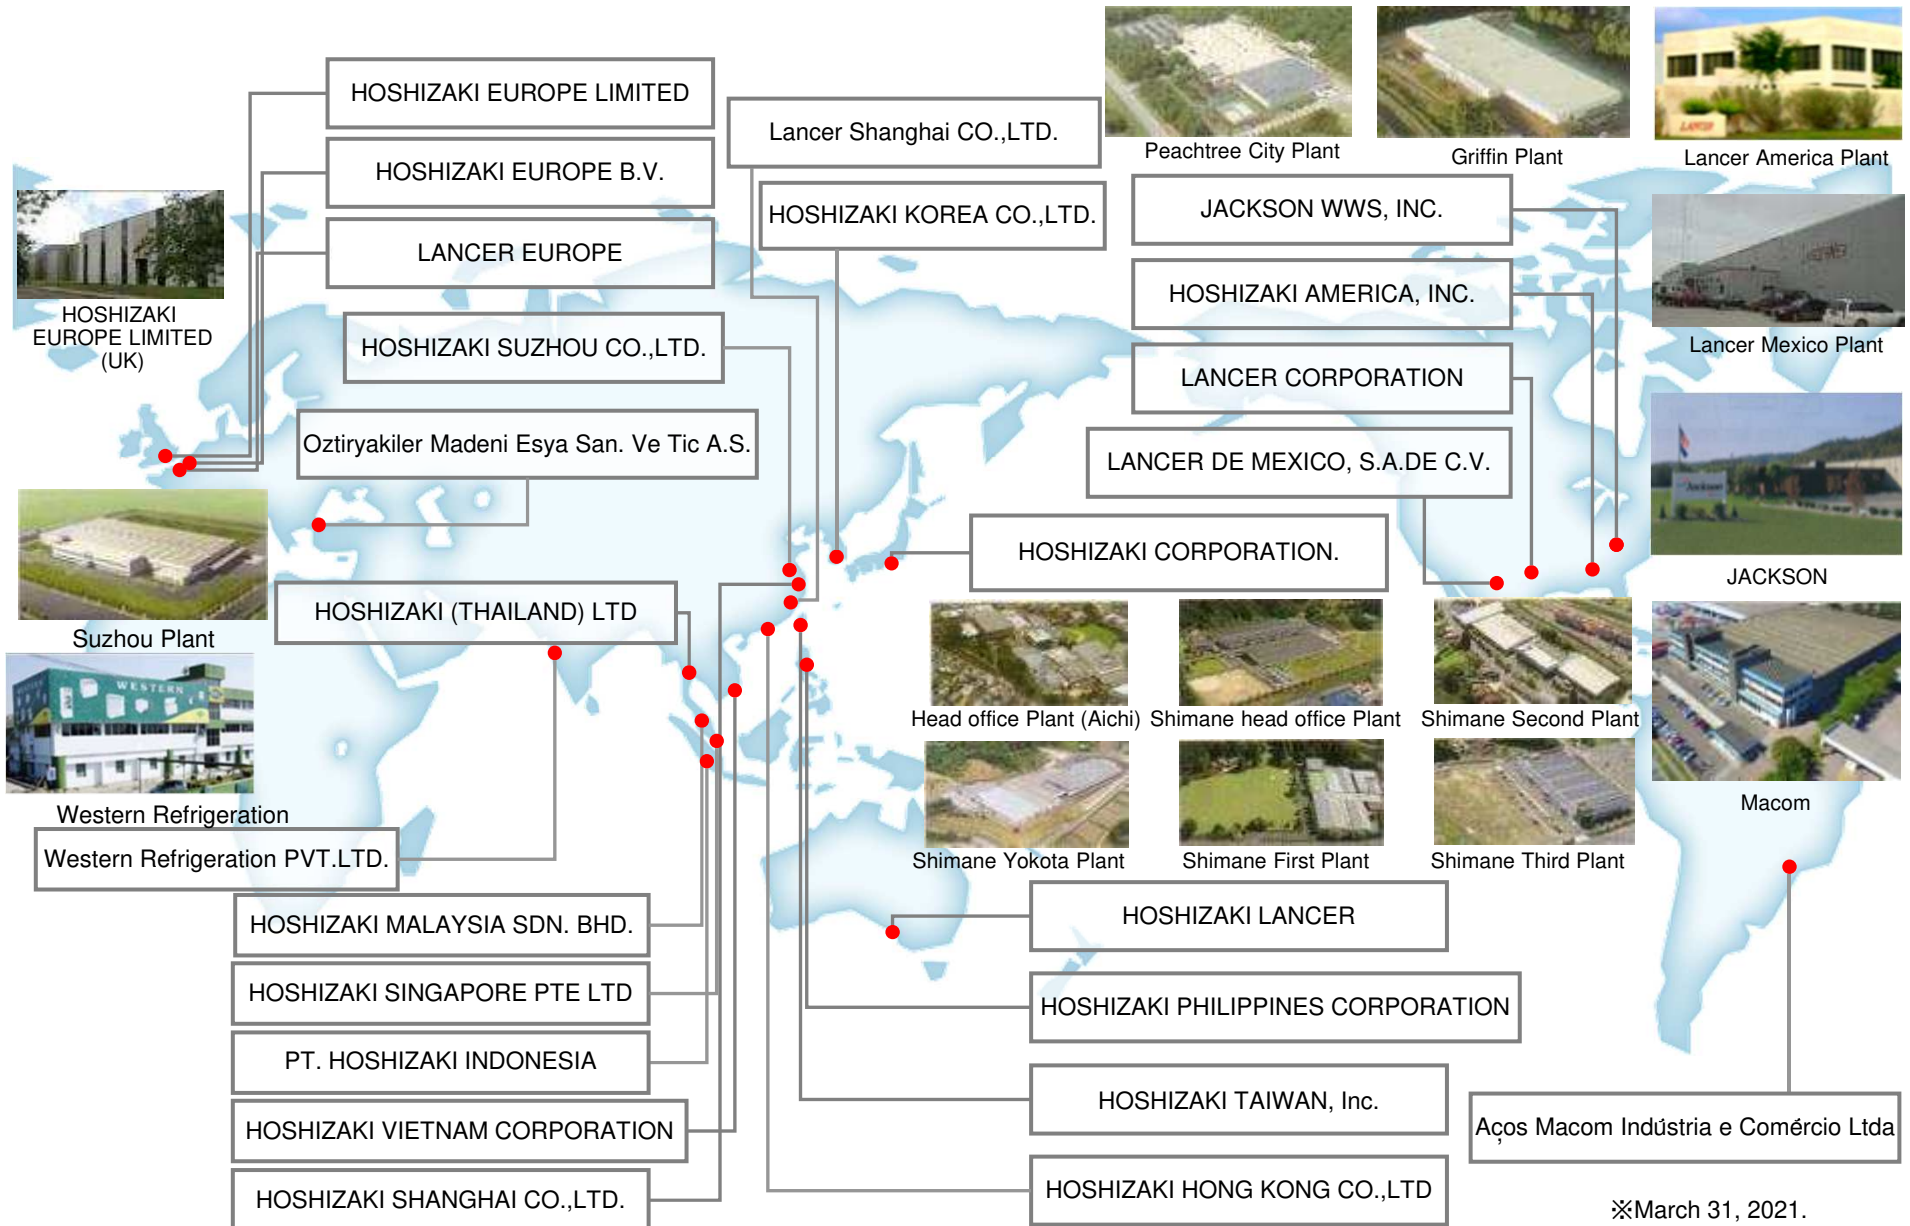 HOSHIZAKI EUROPE LIMITED
HOSHIZAKI EUROPE B.V.
LANCER EUROPE
HOSHIZAKI SUZHOU CO.,LTD.
Oztiryakiler Madeni Esya San. Ve Tic A.S.
Lancer Shanghai CO.,LTD.
HOSHIZAKI KOREA CO.,LTD.
Peachtree City Plant
Griffin Plant
LANCER
Lancer America Plant
JACKSON WWS, INC.
HOSHIZAKI AMERICA, INC.
LANCER CORPORATION
LANCER DE MEXICO, S.A.DE C.V.
Lancer Mexico Plant
Jackson
JACKSON
HOSHIZAKI
EUROPE LIMITED
(UK)
Suzhou Plant
WESTERN
Western Refrigeration
Western Refrigeration PVT.LTD.
HOSHIZAKI (THAILAND) LTD
HOSHIZAKI CORPORATION.
Head office Plant (Aichi)
Shimane head office Plant
Shimane Second Plant
Shimane Yokota Plant
Shimane First Plant
Shimane Third Plant
Macom
HOSHIZAKI MALAYSIA SDN. BHD.
HOSHIZAKI SINGAPORE PTE LTD
PT. HOSHIZAKI INDONESIA
HOSHIZAKI VIETNAM CORPORATION
HOSHIZAKI SHANGHAI CO.,LTD.
HOSHIZAKI LANCER
HOSHIZAKI PHILIPPINES CORPORATION
HOSHIZAKI TAIWAN, Inc.
HOSHIZAKI HONG KONG CO.,LTD
Aços Macom Indústria e Comércio Ltda
※March 31, 2021.